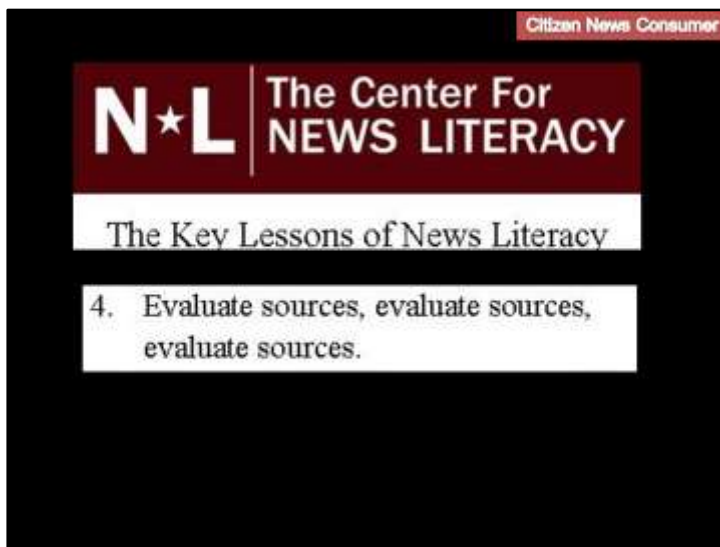 Citizen News Consumer
N★L
The Center For
NEWS LITERACY
The Key Lessons of News Literacy
4. Evaluate sources, evaluate sources,
evaluate sources.